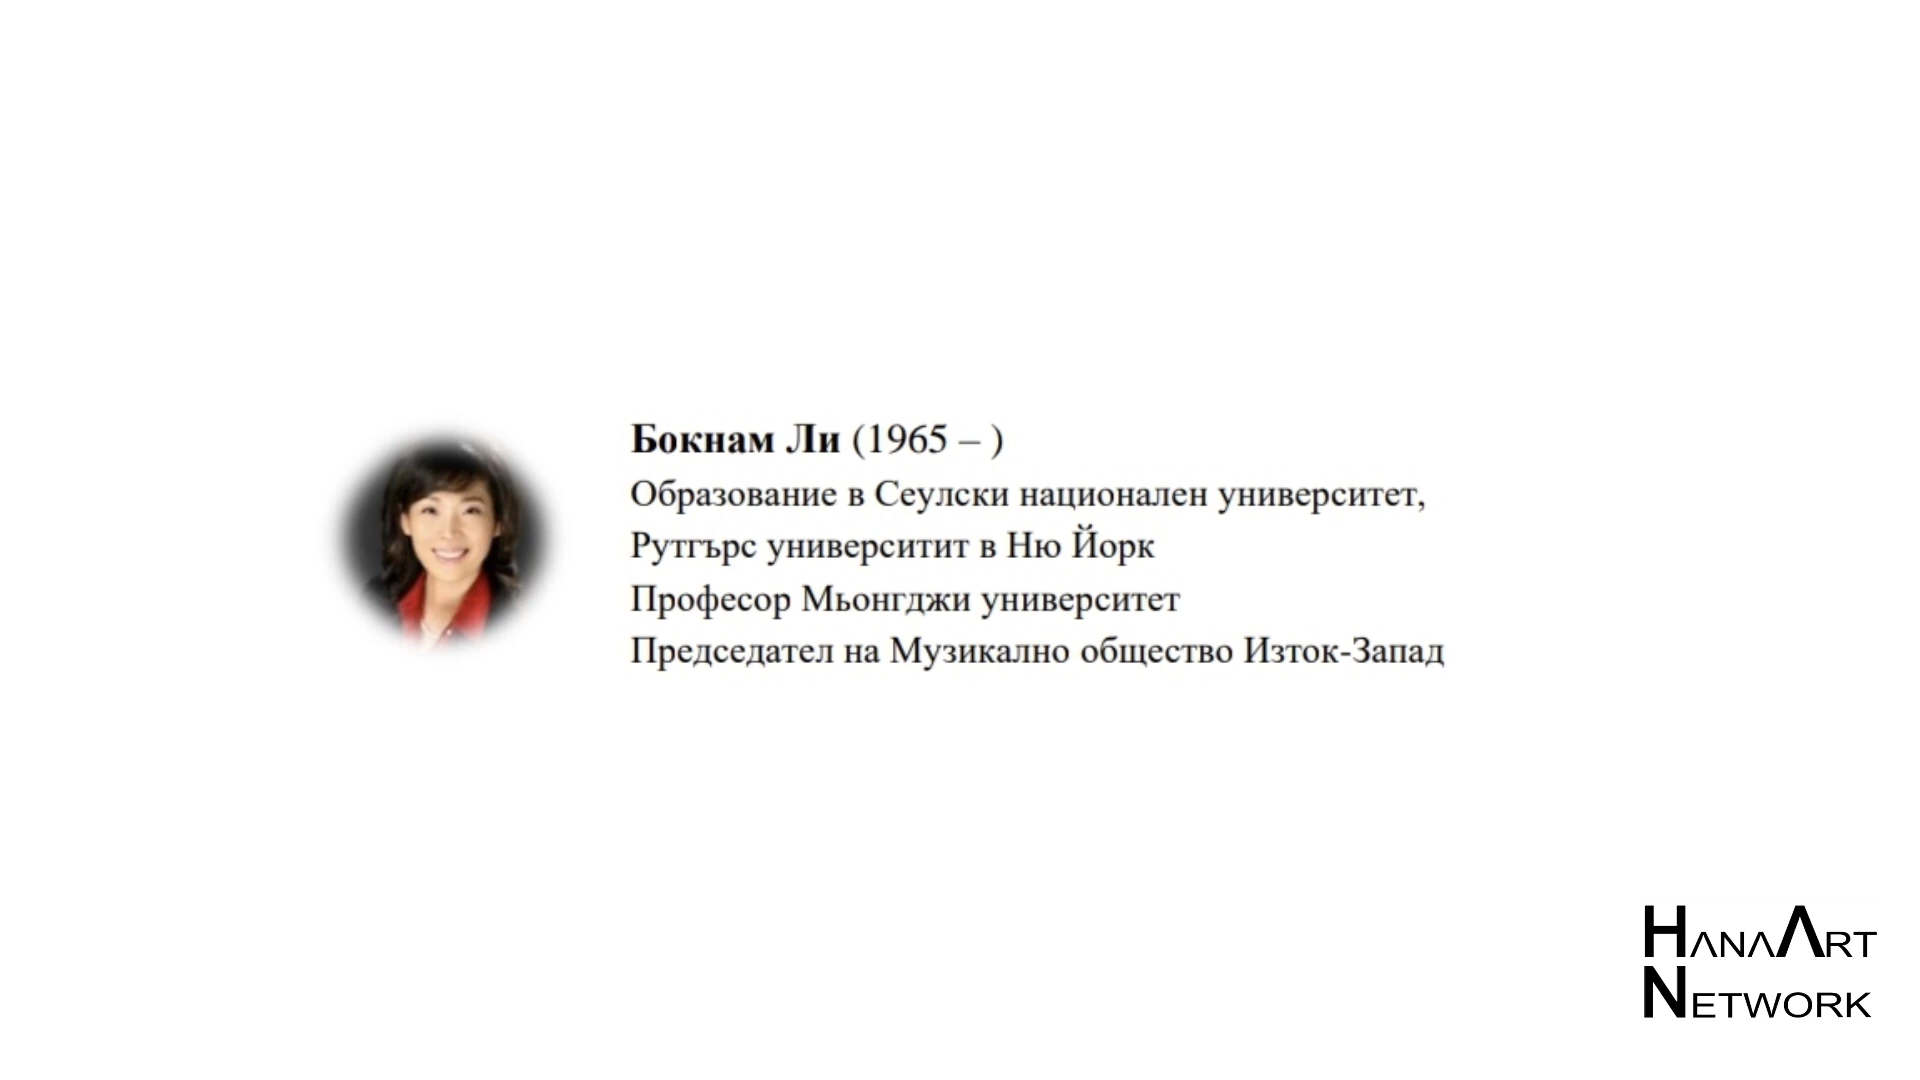 Бокнам Ли (1965 – )
Образование в Сеулски национален университет,
Рутгърс университит в Ню Йорк
Професор Мьонгджи университет
Председател на Музикално общество Изток-Запад
HANAART
NETWORK